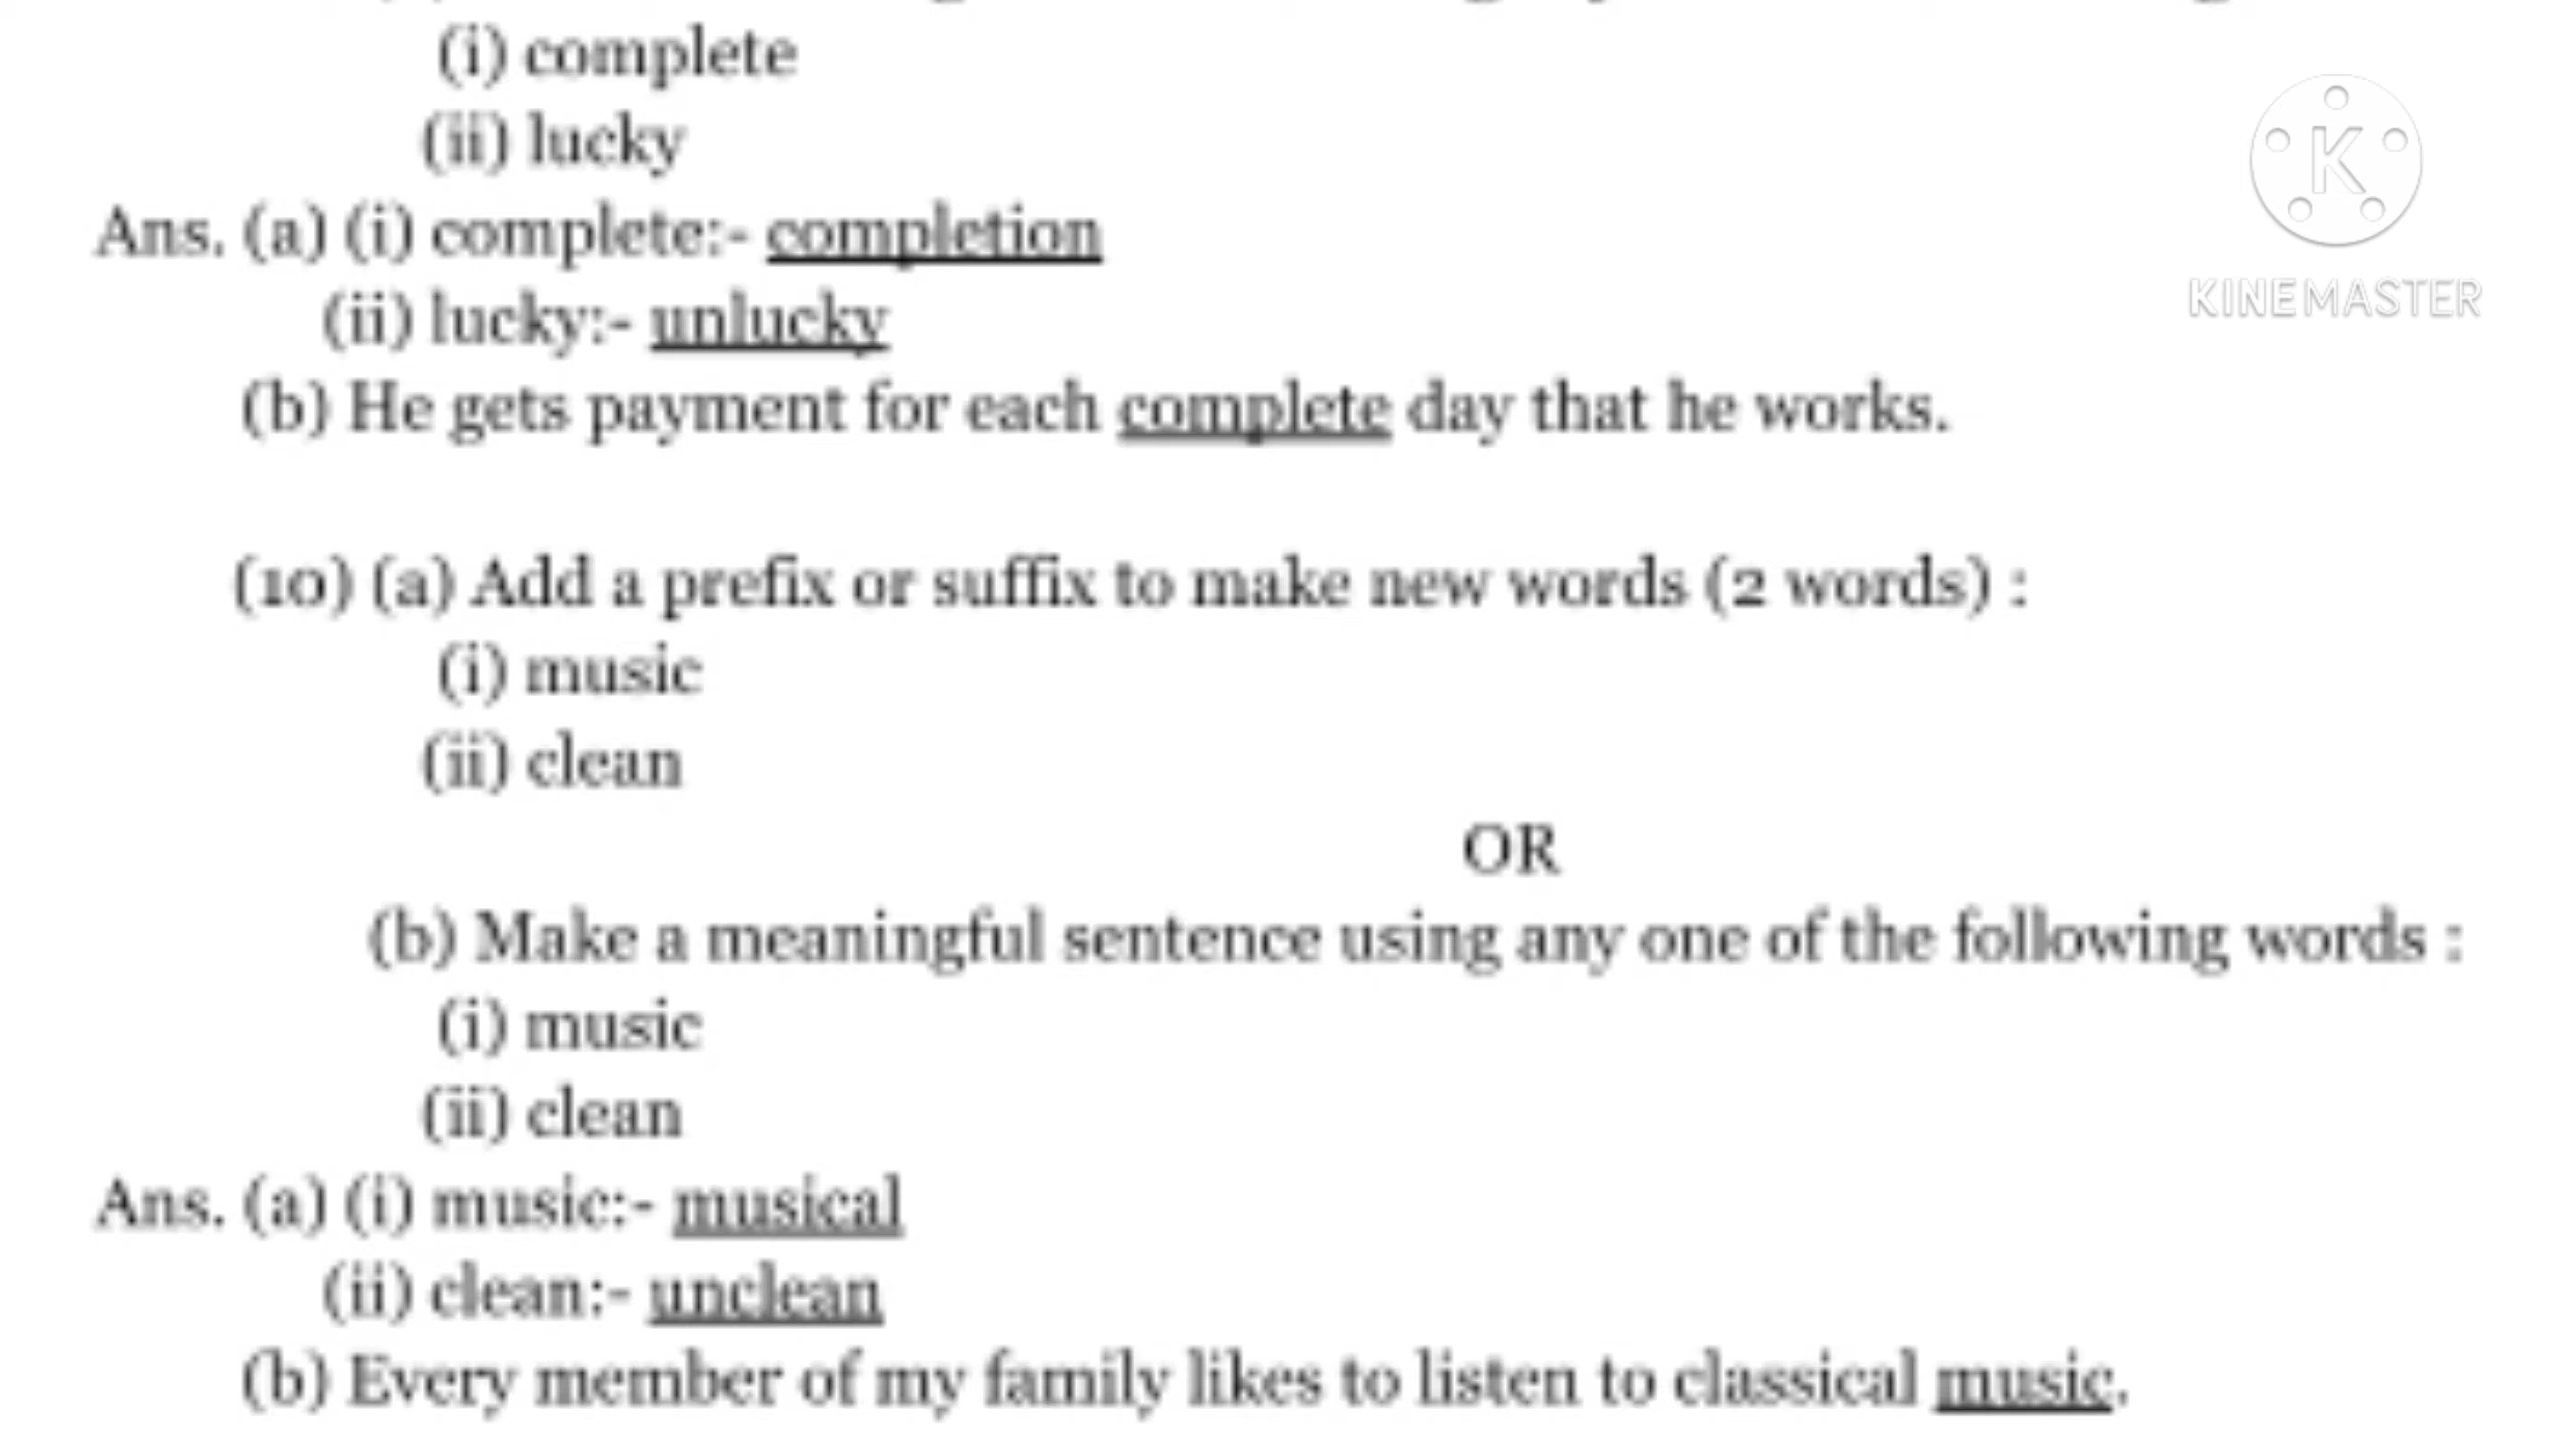 (i) complete
(ii) lucky
Ans. (a) (i) complete:- completion
(ii) lucky:- unlucky
(b) He gets payment for each complete day that he works.
(10) (a) Add a prefix or suffix to make new words (2 words) :
(i) music
(ii) clean
OR
(b) Make a meaningful sentence using any one of the following words :
(i) music
(ii) clean
Ans. (a) (i) music:- musical
(ii) clean:- unclean
(b) Every member of my family likes to listen to classical music.
K
KINEMASTER